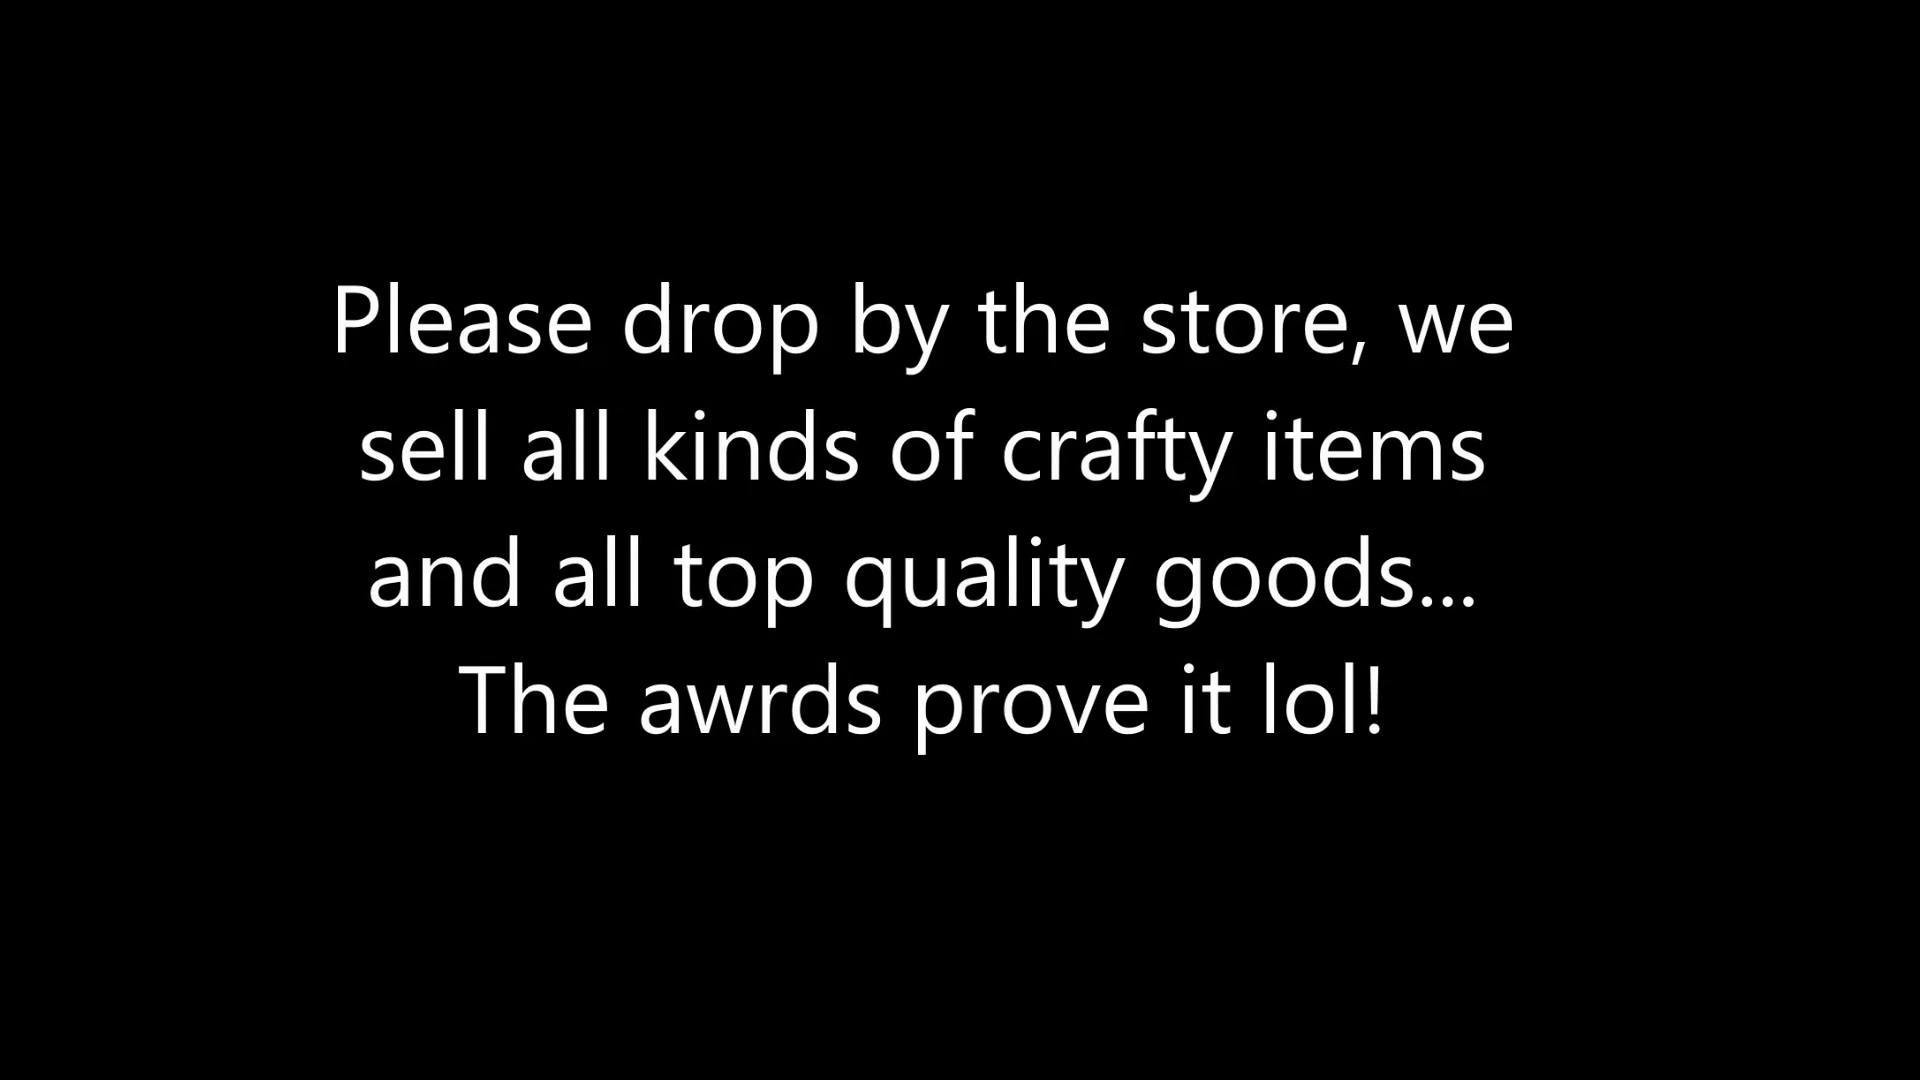 Please drop by the store, we
sell all kinds of crafty items
and all top quality goods...
The awrds prove it lol!